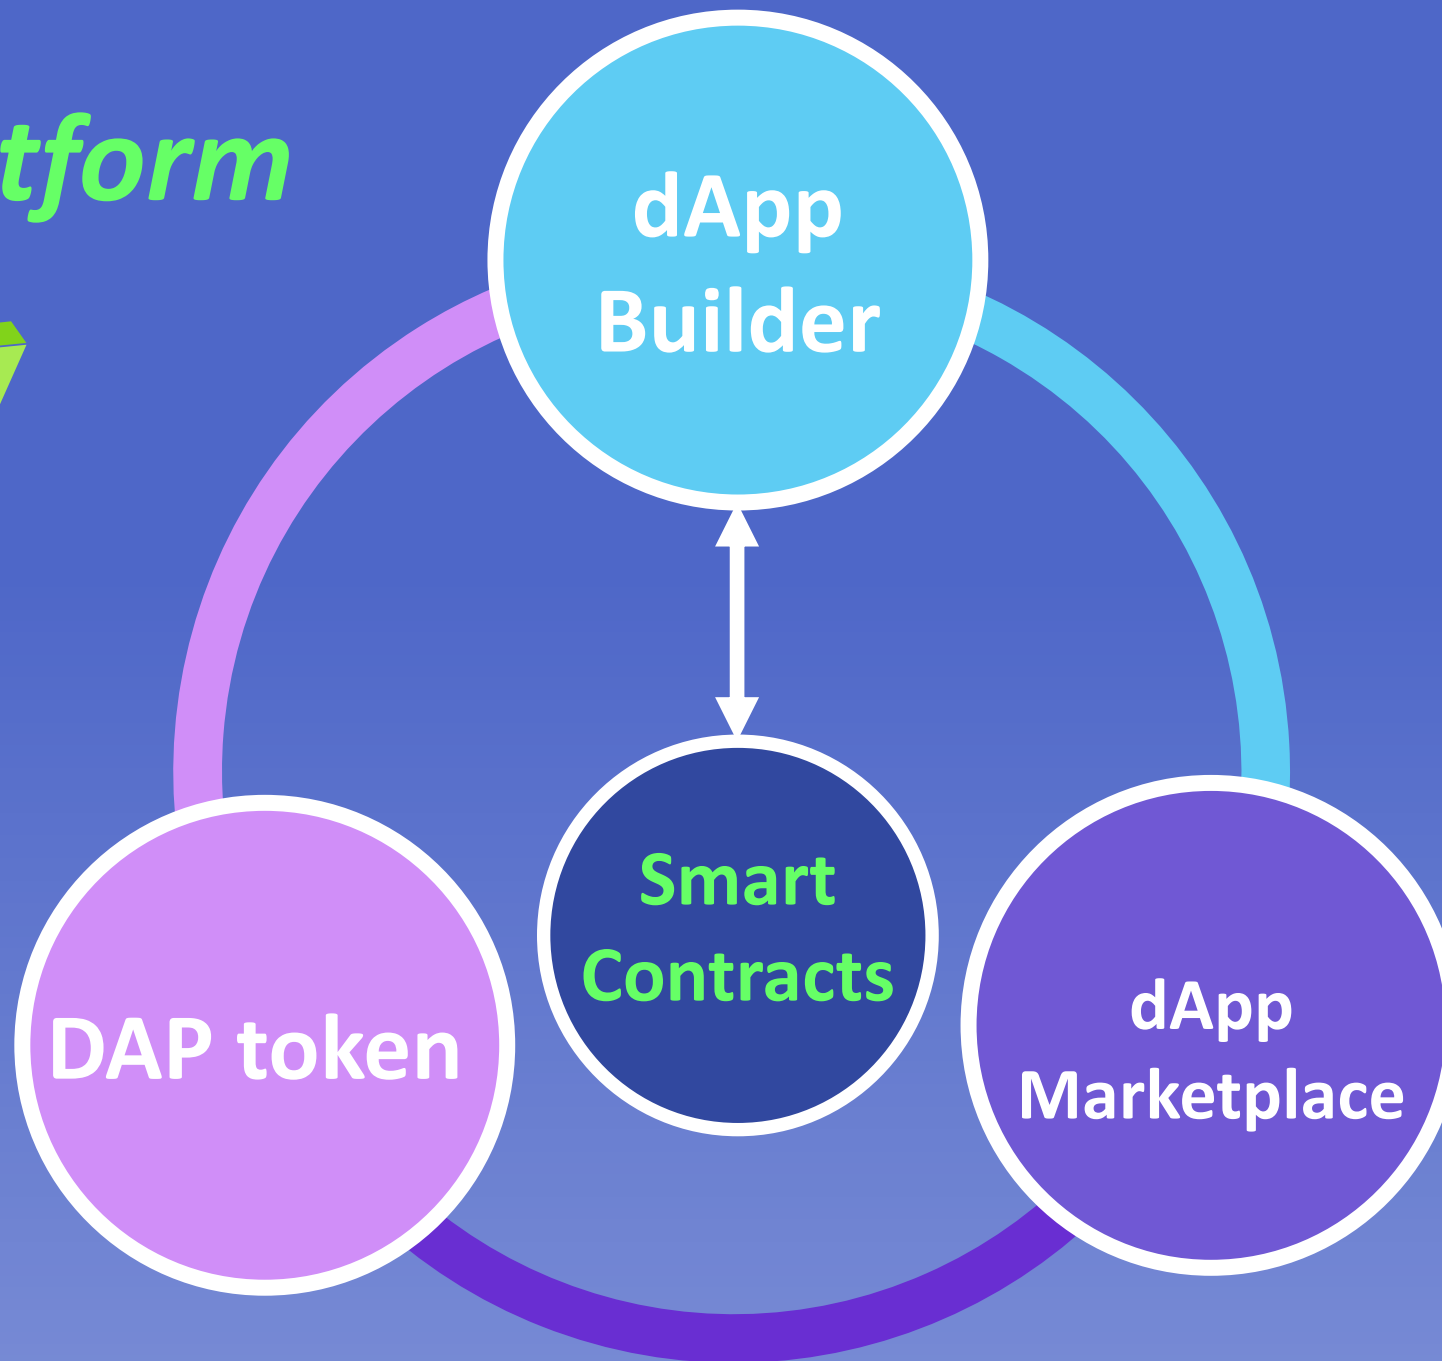 tform
dApp
Builder
Smart
Contracts
DAP token
dApp
Marketplace